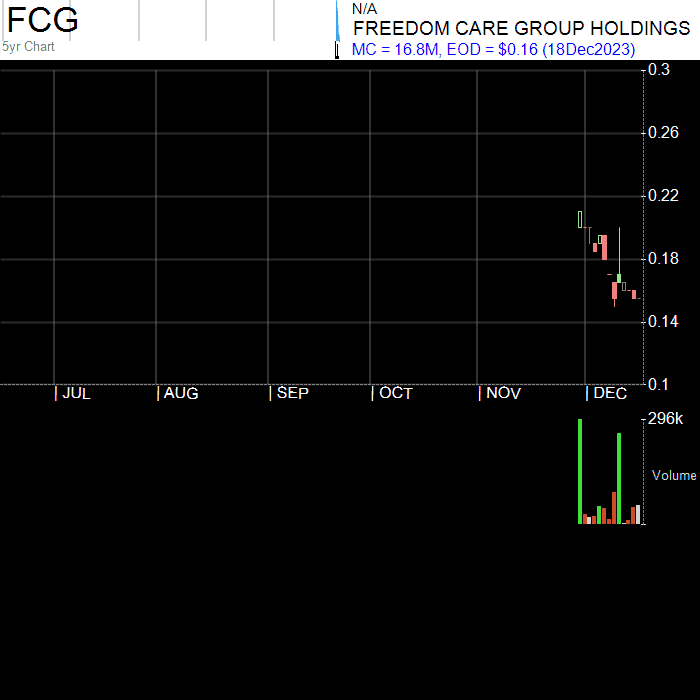 FCG
5yr Chart
N/A
FREEDOM CARE GROUP HOLDINGS
MC = 16.8M, EOD = $0.16 (18Dec2023)
0.3
0.26
0.22
0.18
0.14
0.1
JUL
AUG
SEP
OCT
NOV
DEC
296k
Volume